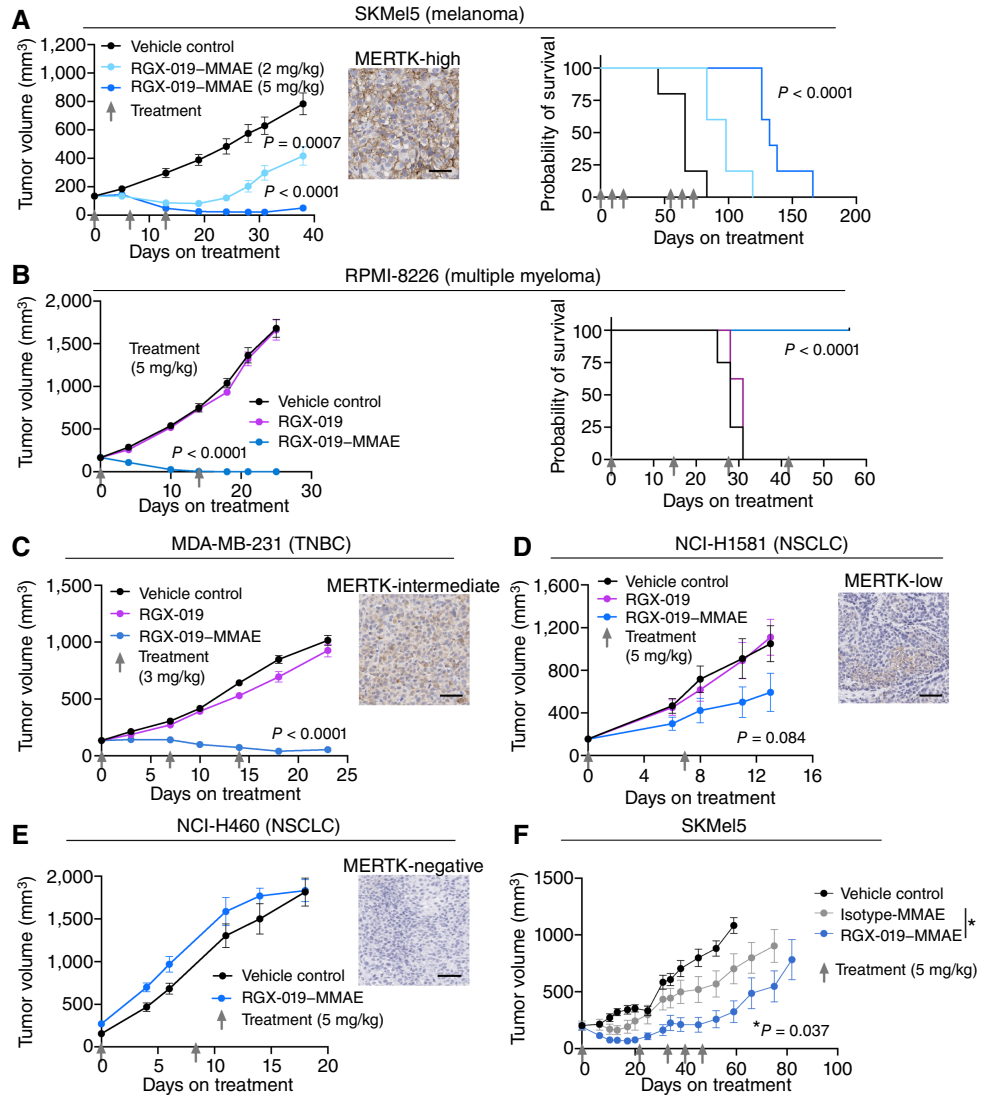 A
SKMel5 (melanoma)
Tumor volume (mm³)
1,200
1,000
800
600
400
200
0
0 10 20 30 40
Days on treatment
Vehicle control
RGX-019–MMAE (2 mg/kg)
RGX-019–MMAE (5 mg/kg)
Treatment
P = 0.0007
P < 0.0001
MERTK-high
Probability of survival
100
75
50
25
0
0 50 100 150 200
Days on treatment
P < 0.0001
B
RPMI-8226 (multiple myeloma)
Tumor volume (mm³)
2,000
1,500
1,000
500
0
0 10 20 30
Days on treatment
Treatment
(5 mg/kg)
Vehicle control
RGX-019
RGX-019–MMAE
P < 0.0001
Probability of survival
100
75
50
25
0
0 10 20 30 40 50 60
Days on treatment
P < 0.0001
C
MDA-MB-231 (TNBC)
Tumor volume (mm³)
1,500
1,000
500
0
0 5 10 15 20 25
Days on treatment
Vehicle control
RGX-019
RGX-019–MMAE
Treatment
(3 mg/kg)
P < 0.0001
MERTK-intermediate
D
NCI-H1581 (NSCLC)
Tumor volume (mm³)
1,600
1,200
800
400
0
0 4 8 12 16
Days on treatment
Vehicle control
RGX-019
RGX-019–MMAE
Treatment
(5 mg/kg)
P = 0.084
MERTK-low
E
NCI-H460 (NSCLC)
Tumor volume (mm³)
2,000
1,500
1,000
500
0
0 5 10 15 20
Days on treatment
Vehicle control
RGX-019–MMAE
Treatment (5 mg/kg)
MERTK-negative
F
SKMel5
Tumor volume (mm³)
1500
1000
500
0
0 20 40 60 80 100
Days on treatment
Vehicle control
Isotype-MMAE
RGX-019–MMAE
*
Treatment (5 mg/kg)
*P = 0.037